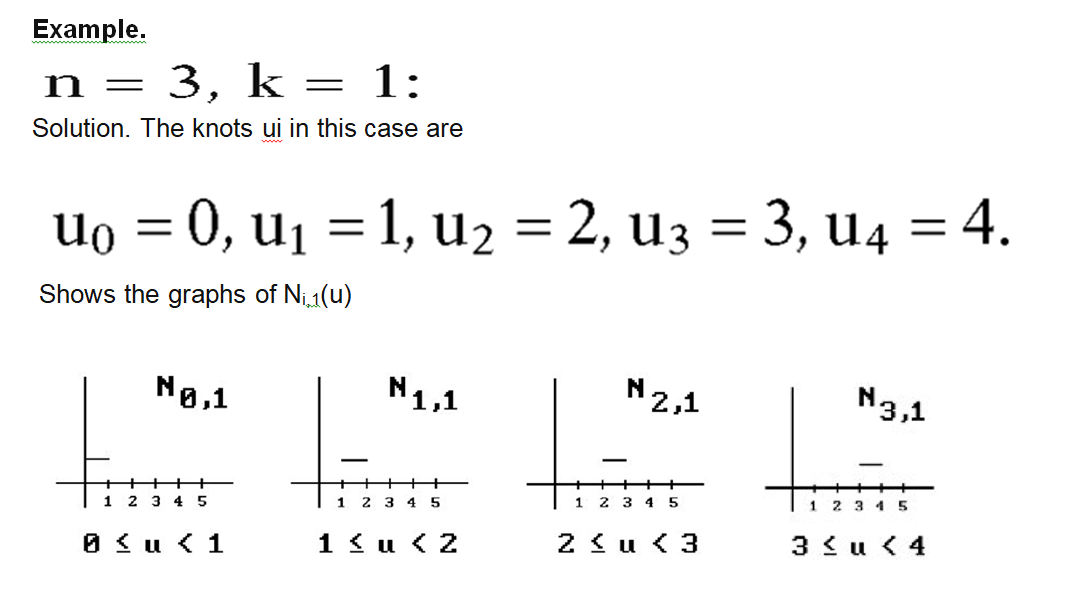 Example.
n = 3, k = 1:
Solution. The knots ui in this case are
u₀ = 0, u₁ = 1, u₂ = 2, u₃ = 3, u₄ = 4.
Shows the graphs of Nᵢ,₁(u)
N0,1 N1,1 N2,1 N3,1
1 2 3 4 5 1 2 3 4 5 1 2 3 4 5 1 2 3 4 5
0 ≤ u < 1 1 ≤ u < 2 2 ≤ u < 3 3 ≤ u < 4